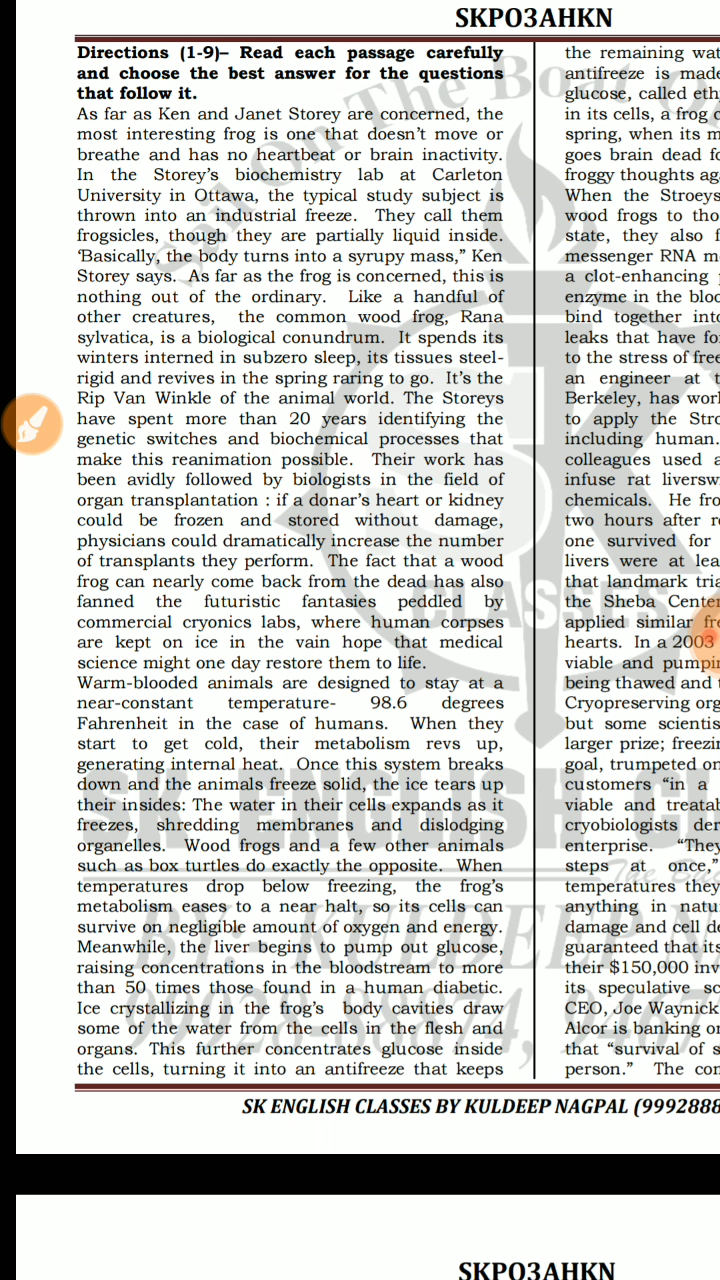 SKPO3AHKN
Directions (1-9)– Read each passage carefully
and choose the best answer for the questions
that follow it.
As far as Ken and Janet Storey are concerned, the
most interesting frog is one that doesn't move or
breathe and has no heartbeat or brain inactivity.
In the Storey's biochemistry lab at Carleton
University in Ottawa, the typical study subject is
thrown into an industrial freeze. They call them
frogsicles, though they are partially liquid inside.
'Basically, the body turns into a syrupy mass," Ken
Storey says. As far as the frog is concerned, this is
nothing out of the ordinary. Like a handful of
other creatures, the common wood frog, Rana
sylvatica, is a biological conundrum. It spends its
winters interned in subzero sleep, its tissues steel-
rigid and revives in the spring raring to go. It's the
Rip Van Winkle of the animal world. The Storeys
have spent more than 20 years identifying the
genetic switches and biochemical processes that
make this reanimation possible. Their work has
been avidly followed by biologists in the field of
organ transplantation : if a donar's heart or kidney
could be frozen and stored without damage,
physicians could dramatically increase the number
of transplants they perform. The fact that a wood
frog can nearly come back from the dead has also
fanned the futuristic fantasies peddled by
commercial cryonics labs, where human corpses
are kept on ice in the vain hope that medical
science might one day restore them to life.
Warm-blooded animals are designed to stay at a
near-constant temperature- 98.6 degrees
Fahrenheit in the case of humans. When they
start to get cold, their metabolism revs up,
generating internal heat. Once this system breaks
down and the animals freeze solid, the ice tears up
their insides: The water in their cells expands as it
freezes, shredding membranes and dislodging
organelles. Wood frogs and a few other animals
such as box turtles do exactly the opposite. When
temperatures drop below freezing, the frog's
metabolism eases to a near halt, so its cells can
survive on negligible amount of oxygen and energy.
Meanwhile, the liver begins to pump out glucose,
raising concentrations in the bloodstream to more
than 50 times those found in a human diabetic.
Ice crystallizing in the frog's body cavities draw
some of the water from the cells in the flesh and
organs. This further concentrates glucose inside
the cells, turning it into an antifreeze that keeps
the remaining wat
antifreeze is made
glucose, called eth
in its cells, a frog c
spring, when its m
goes brain dead fo
froggy thoughts aga
When the Stroeys
wood frogs to tho
state, they also f
messenger RNA m
a clot-enhancing
enzyme in the bloo
bind together into
leaks that have for
to the stress of free
an engineer at t
Berkeley, has worl
to apply the Stro
including human.
colleagues used a
infuse rat liversw
chemicals. He fro
two hours after re
one survived for
livers were at lea
that landmark tria
the Sheba Center
applied similar fre
hearts. In a 2003
viable and pumpin
being thawed and t
Cryopreserving org
but some scientis
larger prize; freezin
goal, trumpeted on
customers "in a
viable and treatab
cryobiologists der
enterprise. "They
steps at once,"
temperatures they
anything in natu
damage and cell de
guaranteed that its
their $150,000 inv
its speculative sc
CEO, Joe Waynick
Alcor is banking on
that "survival of s
person." The con
SK ENGLISH CLASSES BY KULDEEP NAGPAL (9992888
SKPO3AHKN
Sail On The Boat O
CLASSES
SK ENGLISH CLASSES
BY:- KULDEEP NA
99928-88874, 9467